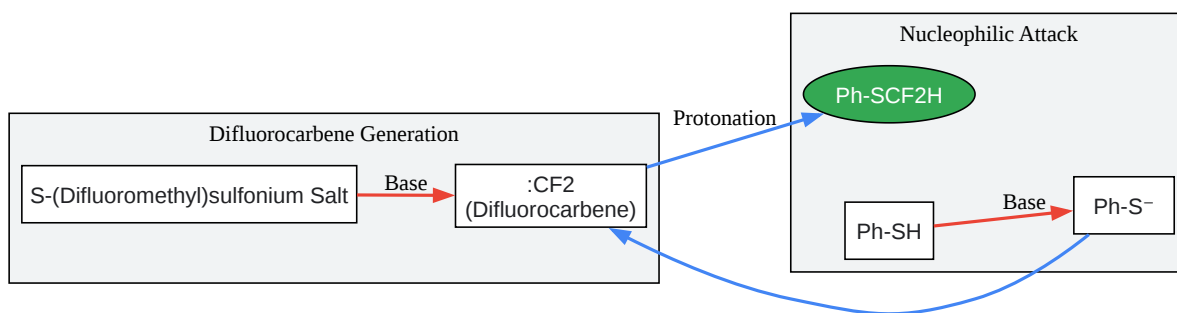 Nucleophilic Attack
Ph-SCF2H
Protonation
Difluorocarbene Generation
S-(Difluoromethyl)sulfonium Salt
Base
:CF2
(Difluorocarbene)
Ph-SH
Base
Ph-S⁻